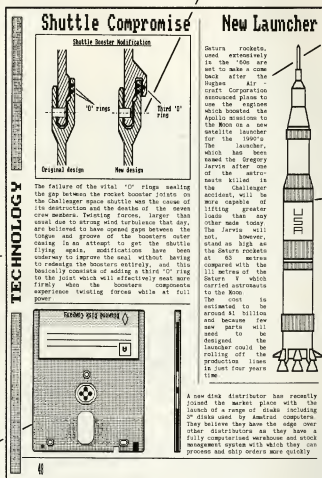 Shuttle Compromise
Shuttle Booster Modification
'O' rings
Third 'O'
ring
Original design
New design
The failure of the vital 'O' rings sealing
the gap between the rocket booster joints on
the Challenger space shuttle was the cause of
its destruction and the deaths of the seven
crew members. Twisting forces, larger than
usual due to strong wind turbulence that day,
are believed to have opened gaps between the
tongue and groove of the boosters outer
casing. In an attempt to get the shuttle
flying again, modifications have been
underway to improve the seal without having
to redesign the boosters entirely, and this
basically consists of adding a third 'O' ring
to the joint which will effectively seat more
firmly when the boosters components
experience twisting forces while at full
power
New Launcher
Saturn rockets,
used extensively
in the '60s are
set to make a come
back after the
Hughes Air -
craft Corporation
announced plans to
use the engines
which boosted the
Apollo missions to
the Moon on a new
satellite launcher
for the 1990's
The launcher,
which has been
named the Gregory
Jarvis after one
of the astro-
nauts killed in
the Challenger
accident, will be
more capable of
lifting greater
loads than any
other made today.
The Jarvis will
not, however,
stand as high as
the Saturn rockets
at 63 metres
compared with the
111 metres of the
Saturn V which
carried astronauts
to the Moon.
The cost is
estimated to be
around $1 billion
and because few
new parts will
need to be
designed the
launcher could be
rolling off the
production lines
in just four years
time.
USA
TECHNOLOGY
A new disk distributor has recently
joined the market place with the
launch of a range of disks including
3" disks used by Amstrad computers.
They believe they have the edge over
other distributors as they have a
fully computerised warehouse and stock
management system with which they can
process and ship orders more quickly